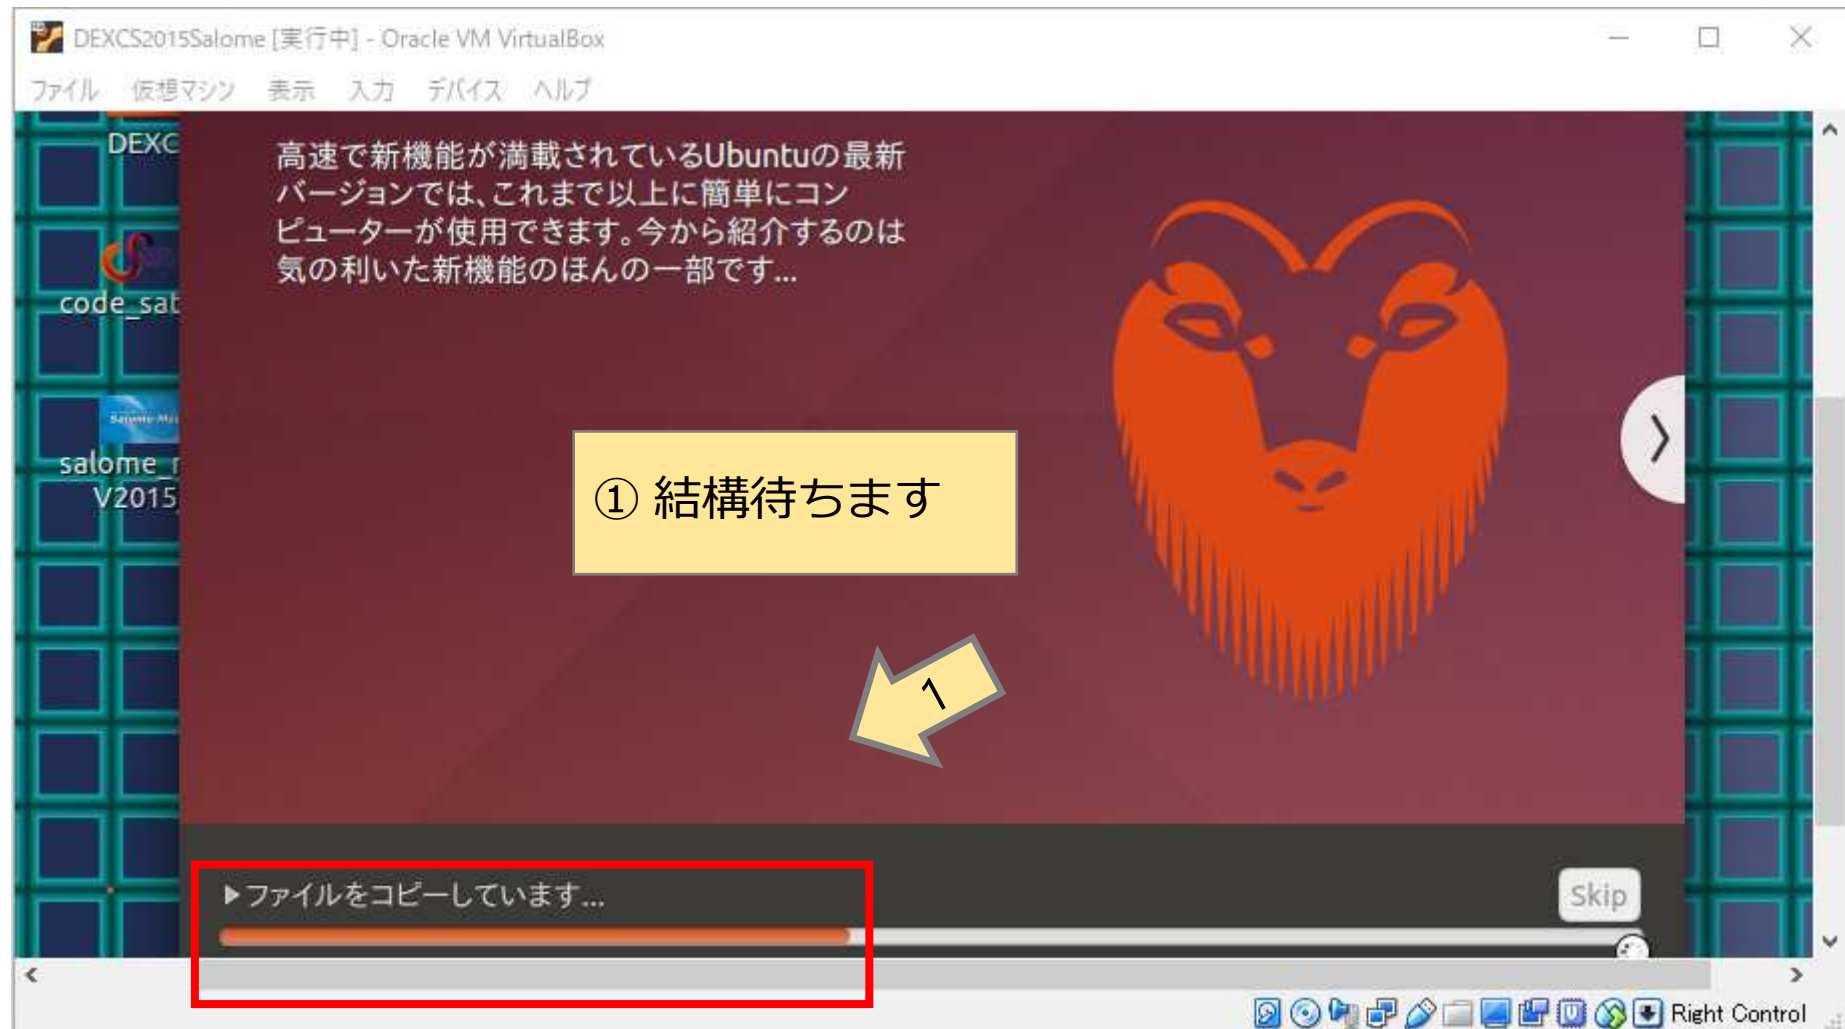 DEXCS2015Salome [実行中] - Oracle VM VirtualBox
ファイル 仮想マシン 表示 入力 デバイス ヘルプ
DEXC
高速で新機能が満載されているUbuntuの最新
バージョンでは、これまで以上に簡単にコン
ピューターが使用できます。今から紹介するのは
気の利いた新機能のほんの一部です...
code_sat
salome_
V2015
① 結構待ちます
1
ファイルをコピーしています...
Skip
Right Control